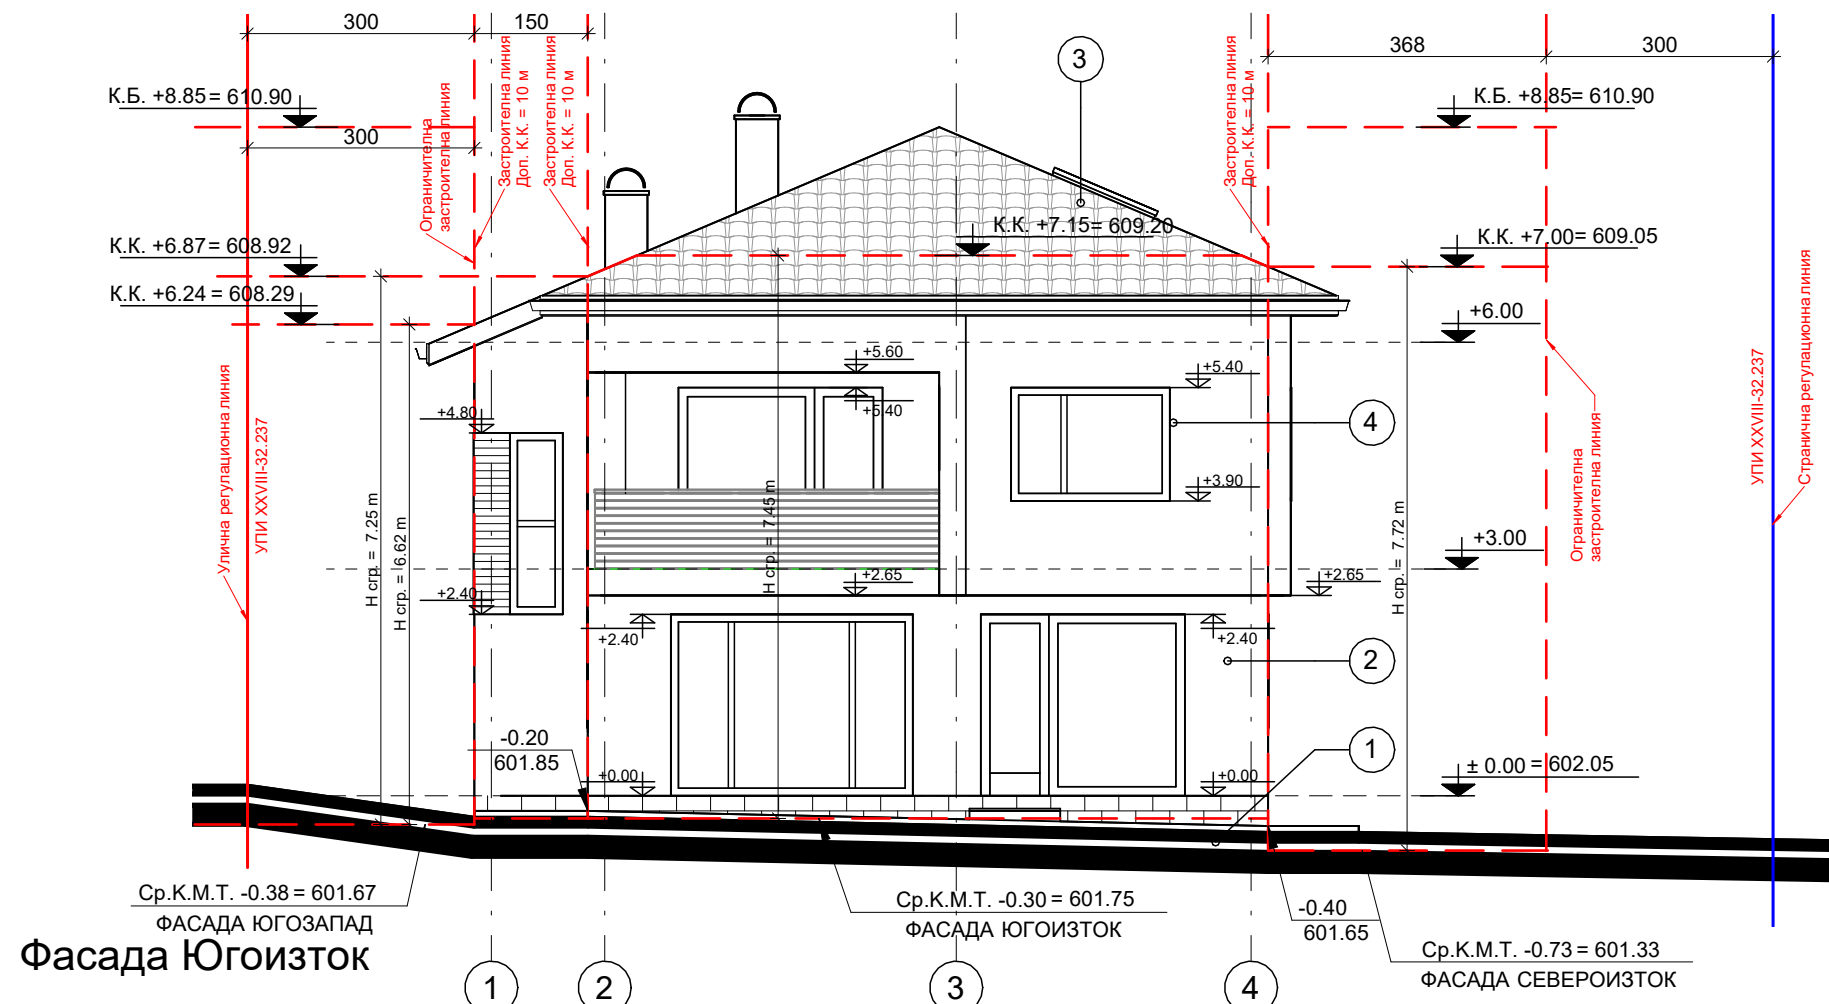 300
150
368
300
3
К.Б. +8.85= 610.90
К.Б. +8.85= 610.90
300
Ограничителна
застроителна линия
Застроителна линия
Доп. К.К. = 10 м
Застроителна линия
Доп. К.К. = 10 м
Застроителна линия
Доп. К.К. = 10 м
К.К. +7.15= 609.20
К.К. +6.87= 608.92
К.К. +7.00= 609.05
К.К. +6.24= 608.29
+6.00
+5.60
+5.40
+5.40
+4.80
4
+3.90
Улична регулационна линия
УПИ XXVIII-32.237
Н сгр. = 7.25 m
Н сгр. = 6.62 m
Н сгр. = 7.45 m
Н сгр. = 7.72 m
Ограничителна
застроителна линия
УПИ XXVIII-32.237
Странична регулационна линия
+3.00
+2.65
+2.65
+2.40
+2.40
+2.40
2
-0.20
601.85
1
+0.00
+0.00
± 0.00 = 602.05
Ср.К.М.Т. -0.38 = 601.67
ФАСАДА ЮГОЗАПАД
Ср.К.М.Т. -0.30 = 601.75
ФАСАДА ЮГОИЗТОК
-0.40
601.65
Ср.К.М.Т. -0.73 = 601.33
ФАСАДА СЕВЕРОИЗТОК
Фасада Югоизток
1
2
3
4